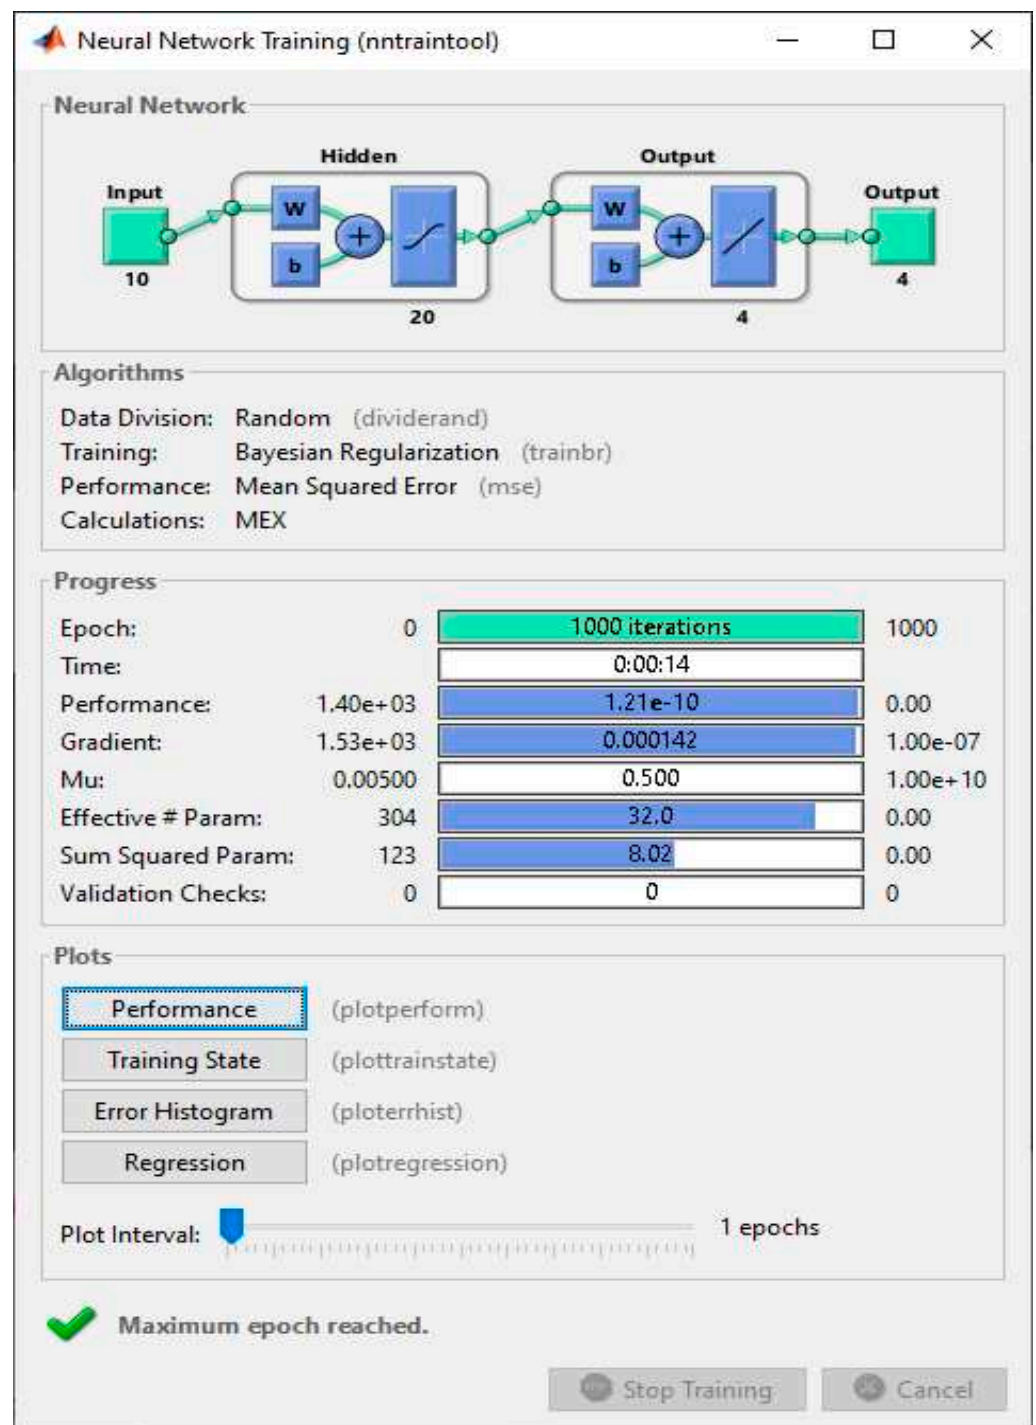 Neural Network Training (nntraintool)
Neural Network
Hidden
Output
Input
Output
W
W
+
+
b
b
10
4
20
4
Algorithms
Data Division: Random (dividerand)
Training: Bayesian Regularization (trainbr)
Performance: Mean Squared Error (mse)
Calculations: MEX
Progress
Epoch: 0 1000 iterations 1000
Time: 0:00:14
Performance: 1.40e+03 1.21e-10 0.00
Gradient: 1.53e+03 0.000142 1.00e-07
Mu: 0.00500 0.500 1.00e+10
Effective # Param: 304 32.0 0.00
Sum Squared Param: 123 8.02 0.00
Validation Checks: 0 0 0
Plots
Performance (plotperform)
Training State (plottrainstate)
Error Histogram (ploterrhist)
Regression (plotregression)
Plot Interval: 1 epochs
Maximum epoch reached.
Stop Training Cancel